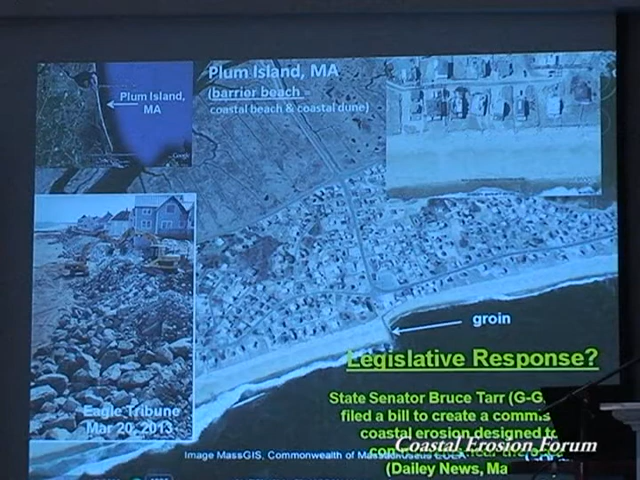 Plum Island, MA
(barrier beach =
coastal beach & coastal dune)
Plum Island,
MA
Google
groin
Legislative Response?
State Senator Bruce Tarr
filed a bill to create a
coastal erosion designed to
(Dailey News, Ma
Eagle Tribune
Mar 20, 2013
Image MassGIS, Commonwealth of
Coastal Erosion Forum